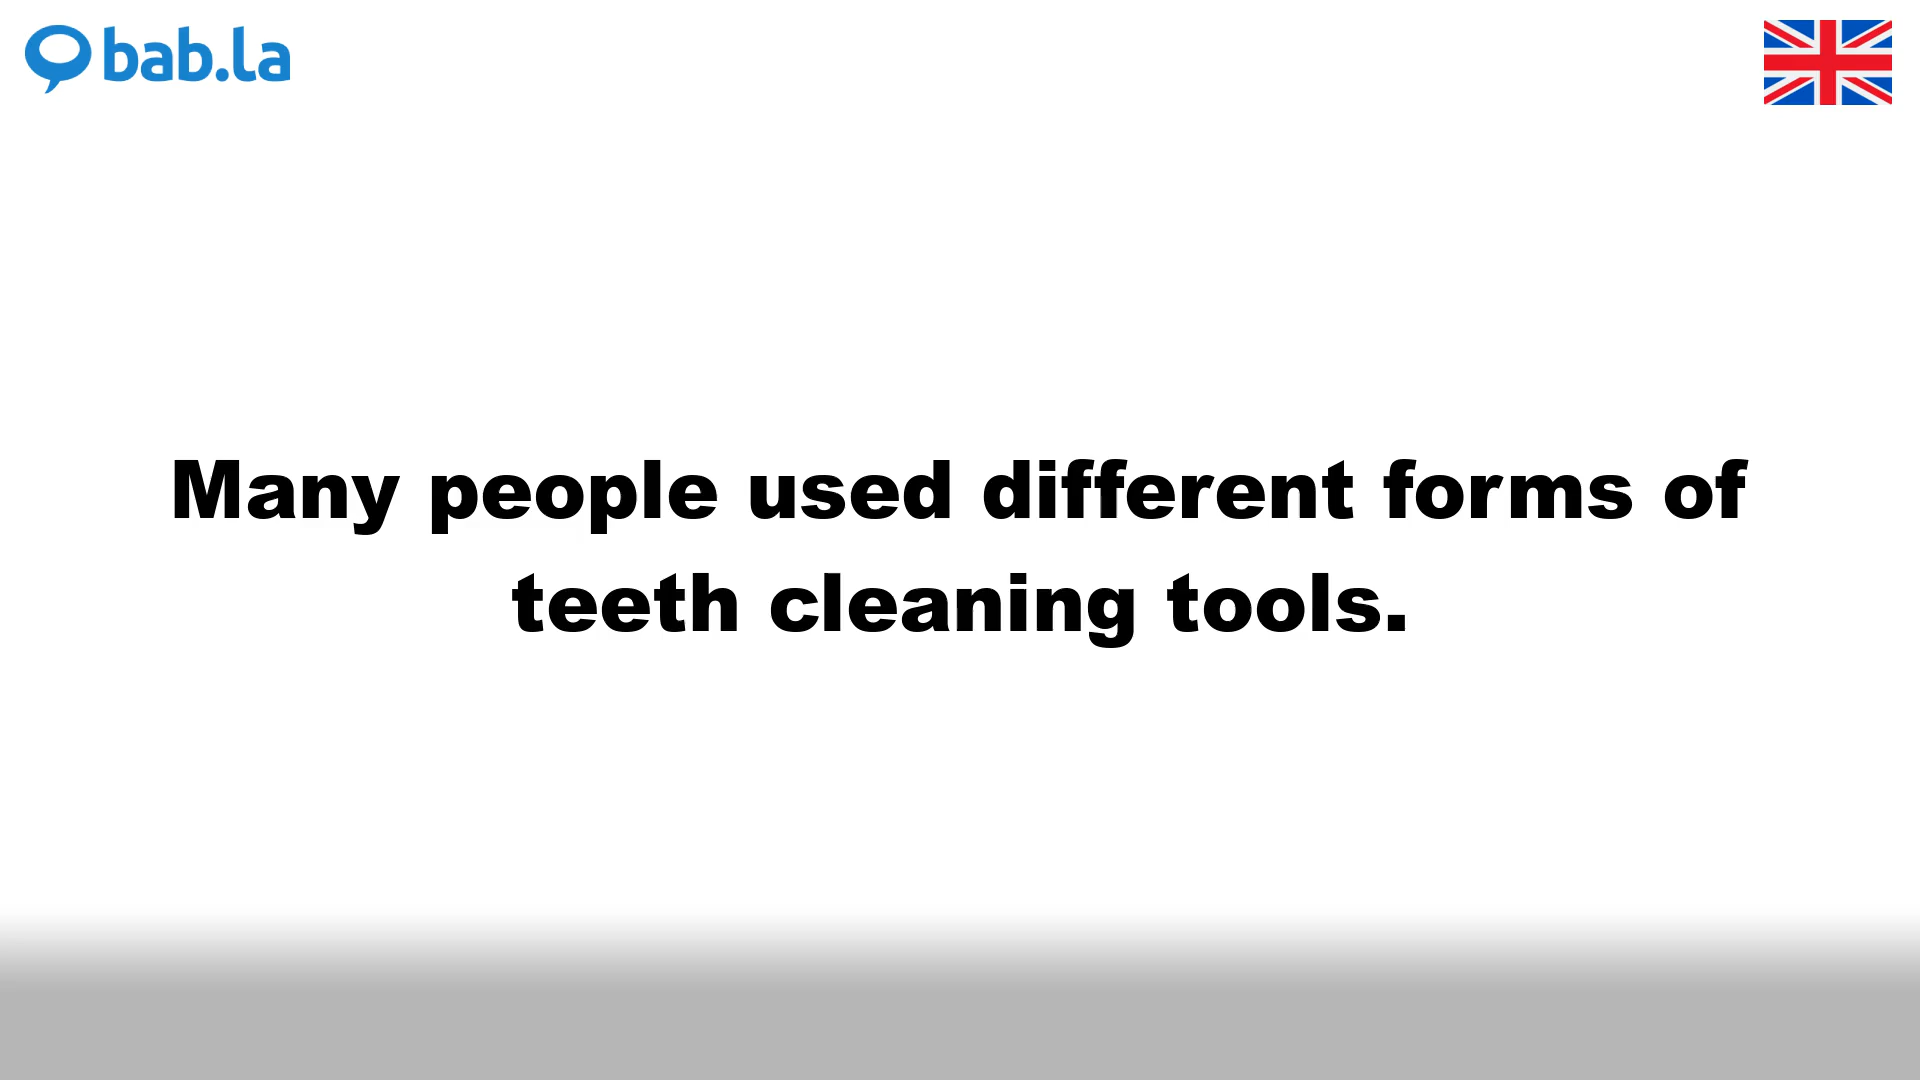 bab.la
Many people used different forms of
teeth cleaning tools.